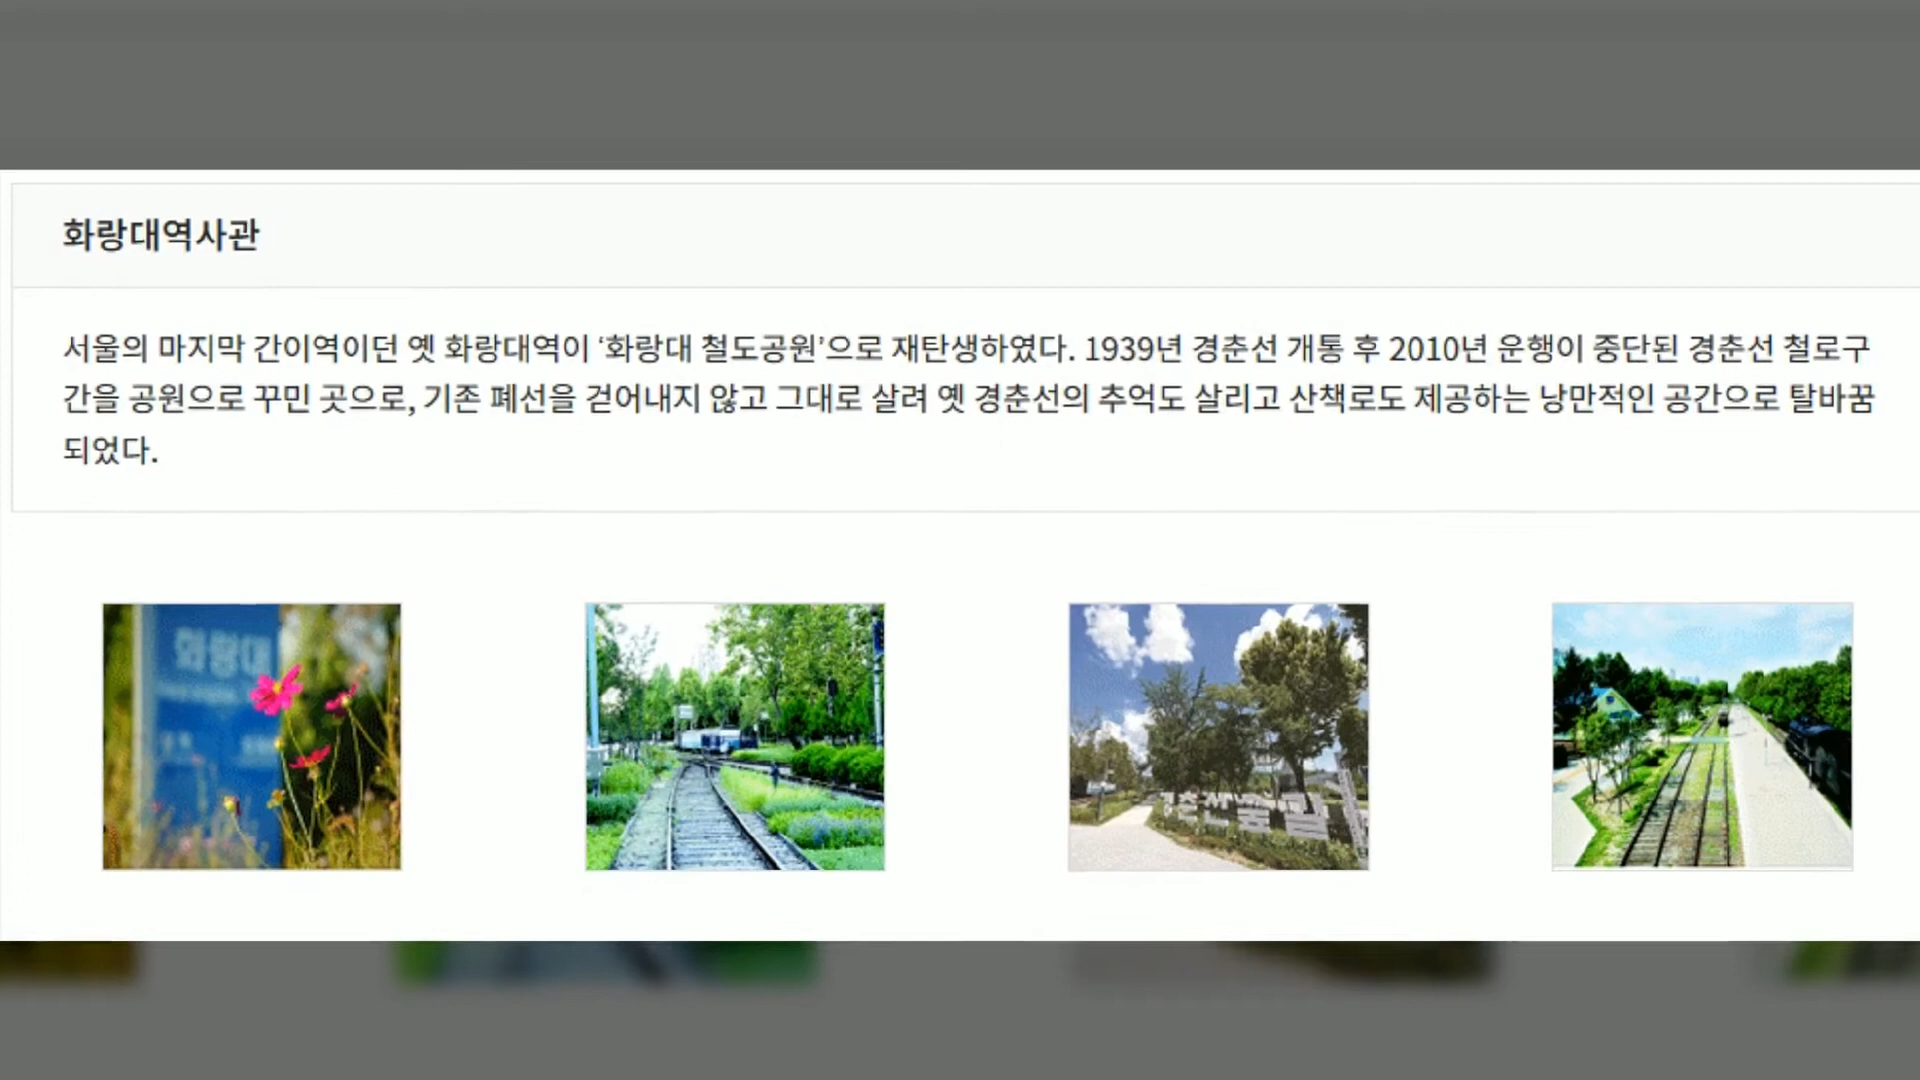 화랑대역사관
서울의 마지막 간이역이던 옛 화랑대역이 ‘화랑대 철도공원’으로 재탄생하였다. 1939년 경춘선 개통 후 2010년 운행이 중단된 경춘선 철로구
간을 공원으로 꾸민 곳으로, 기존 폐선을 걷어내지 않고 그대로 살려 옛 경춘선의 추억도 살리고 산책로도 제공하는 낭만적인 공간으로 탈바꿈
되었다.
화랑대